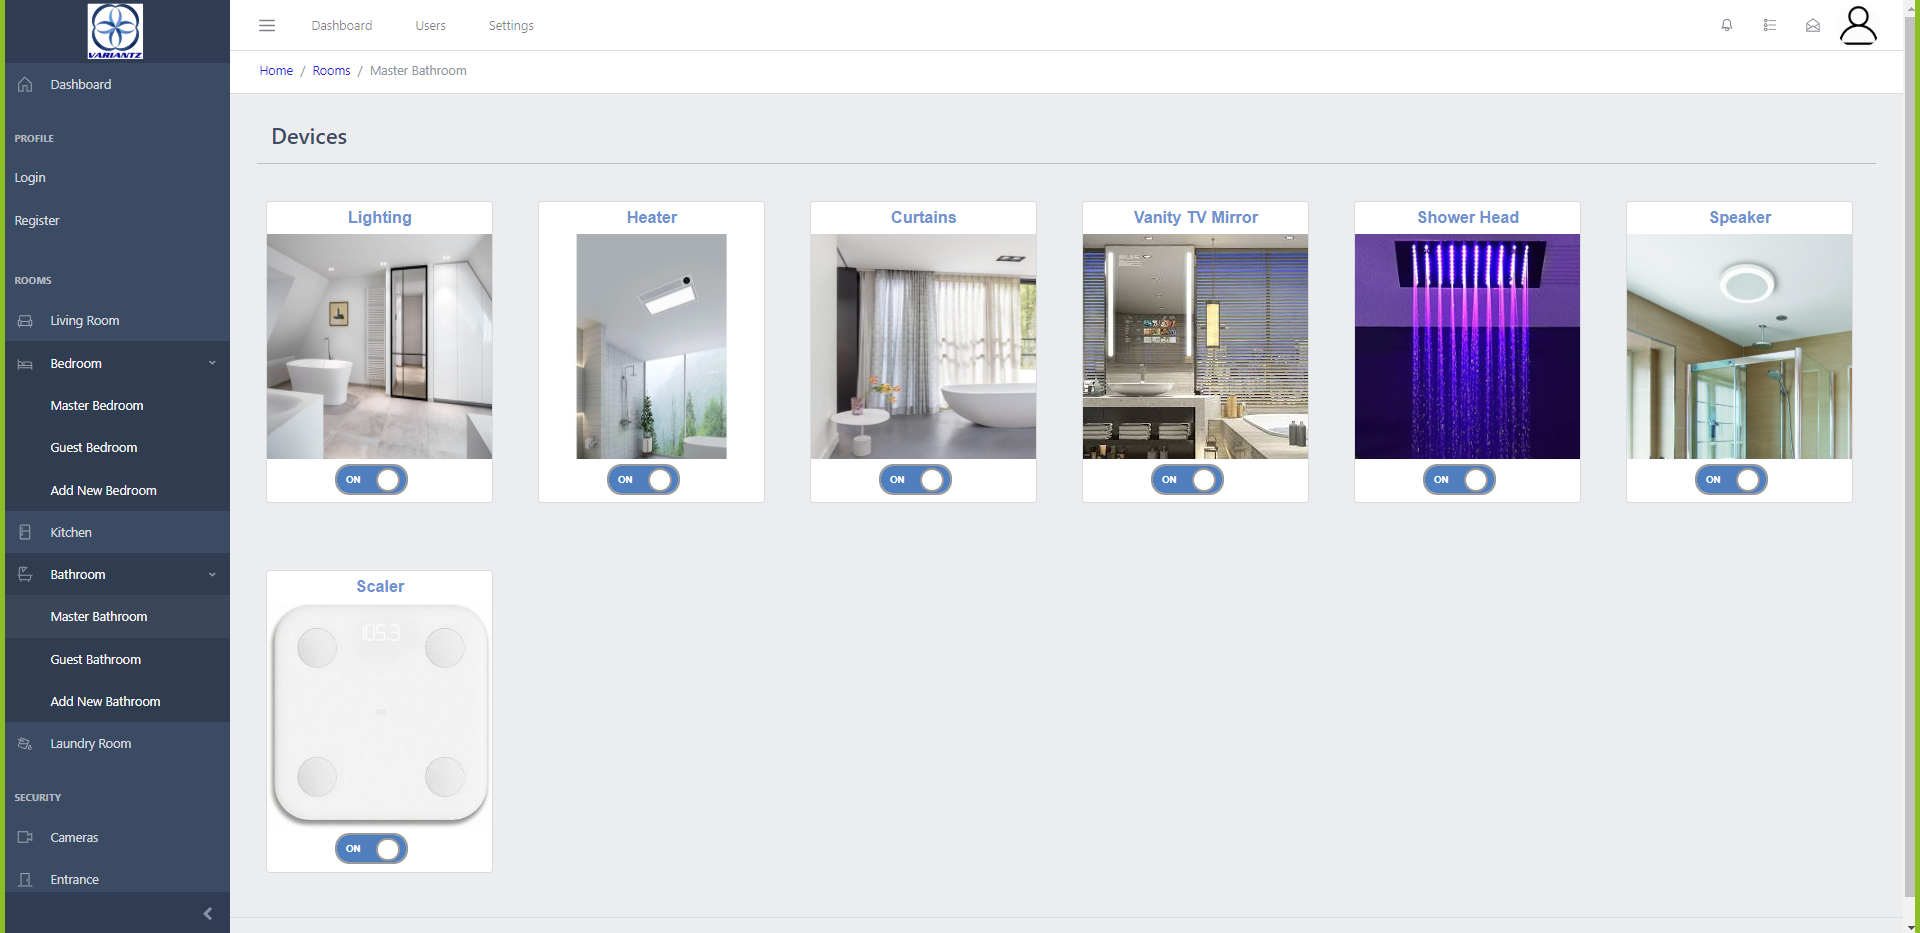 VARIANTZ
Dashboard
Users
Settings
Home / Rooms / Master Bathroom
Dashboard
PROFILE
Login
Register
ROOMS
Living Room
Bedroom
Master Bedroom
Guest Bedroom
Add New Bedroom
Kitchen
Bathroom
Master Bathroom
Guest Bathroom
Add New Bathroom
Laundry Room
SECURITY
Cameras
Entrance
Devices
Lighting
ON
Heater
ON
Curtains
ON
Vanity TV Mirror
ON
Shower Head
ON
Speaker
ON
Scaler
105.3
ON